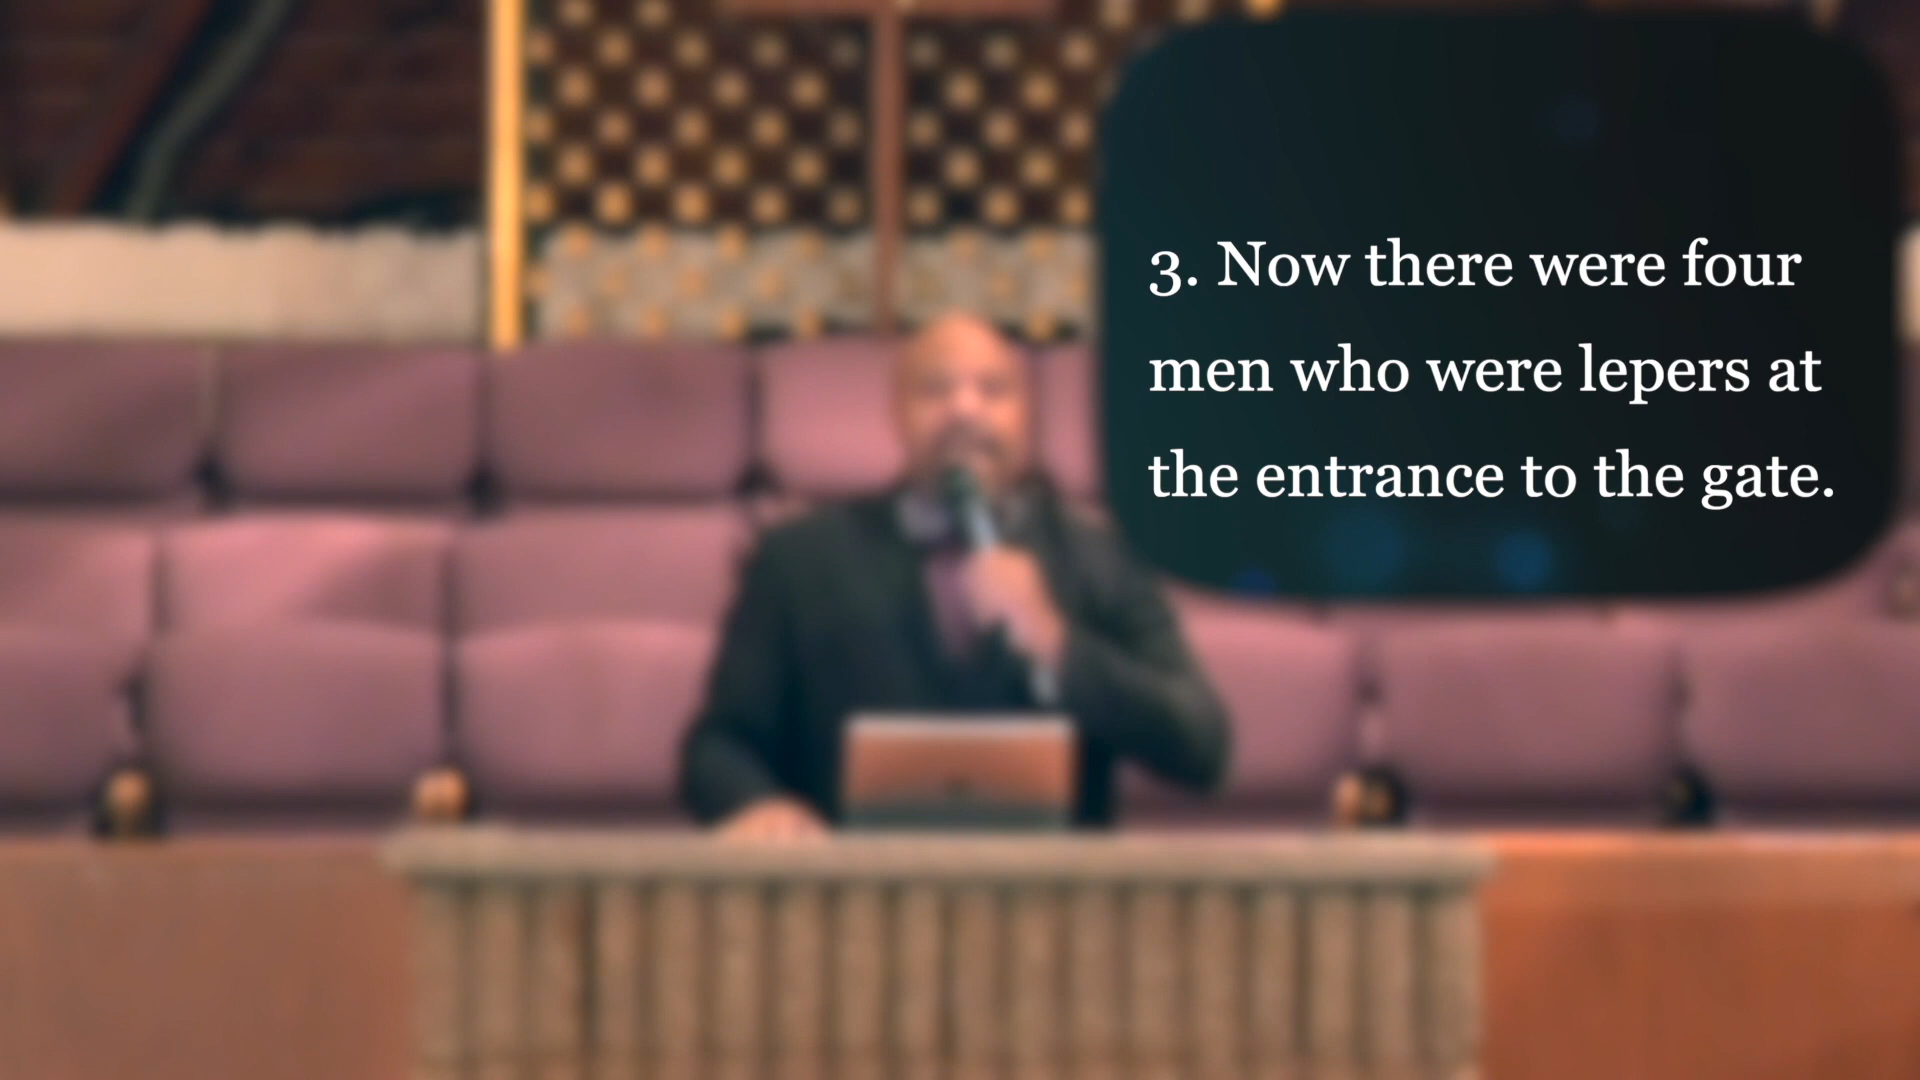 3. Now there were four
men who were lepers at
the entrance to the gate.